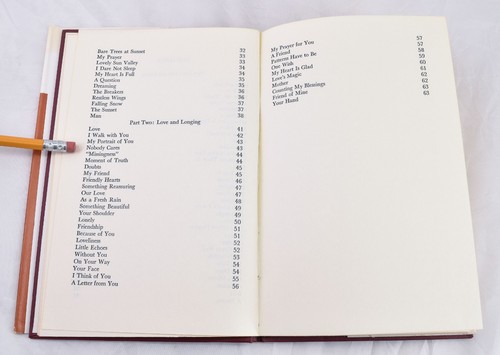 Bare Trees at Sunset 32
My Prayer 33
Lovely Sun Valley 33
I Dare Not Sleep 34
My Heart Is Full 34
A Question 35
Dreaming 35
The 36
Restless Wings 36
Falling Snow 37
The Sunset 37
Man 38
Part Two: Love and Longing
Love 41
I Walk with You 42
My Portrait of You 43
Nobody Cares 43
"Missingness" 44
Moment of Truth 44
Doubts 45
My Friend 45
Friendly Hearts 46
Something Reassuring 46
Our Love 47
As a Fresh Rain 48
Something Beautiful 48
Your Shoulder 49
Lonely 50
Friendship 51
Because of You 51
Loveliness 52
Little Echoes 52
Without You 53
On Your Way 54
Your Face 54
I Think of You 55
A Letter from You 56
My Prayer for You 57
A Friend 57
Patterns Have to Be 58
One With 59
My Heart is Glad 60
Love's Magic 61
Mother 62
Counting My Blessings 62
Friend of Mine 63
Your Hand 63